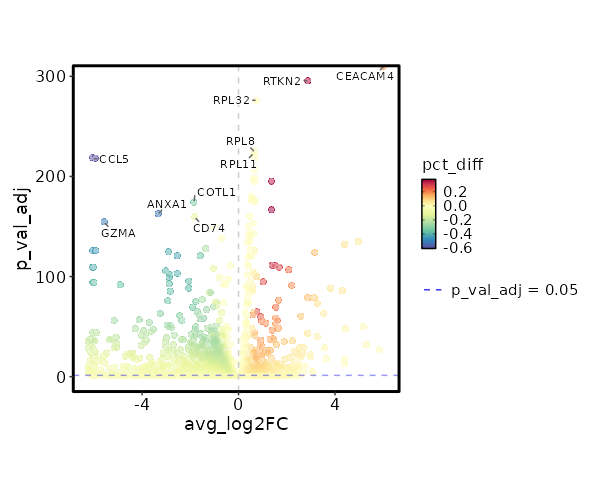 300
200
100
0
p_val_adj
CEACAM4
RTKN2
RPL32
RPL8
RPL11
CCL5
COTL1
ANXA1
CD74
GZMA
-4
0
4
avg_log2FC
pct_diff
0.2
-0.0
-0.2
-0.4
-0.6
p_val_adj = 0.05